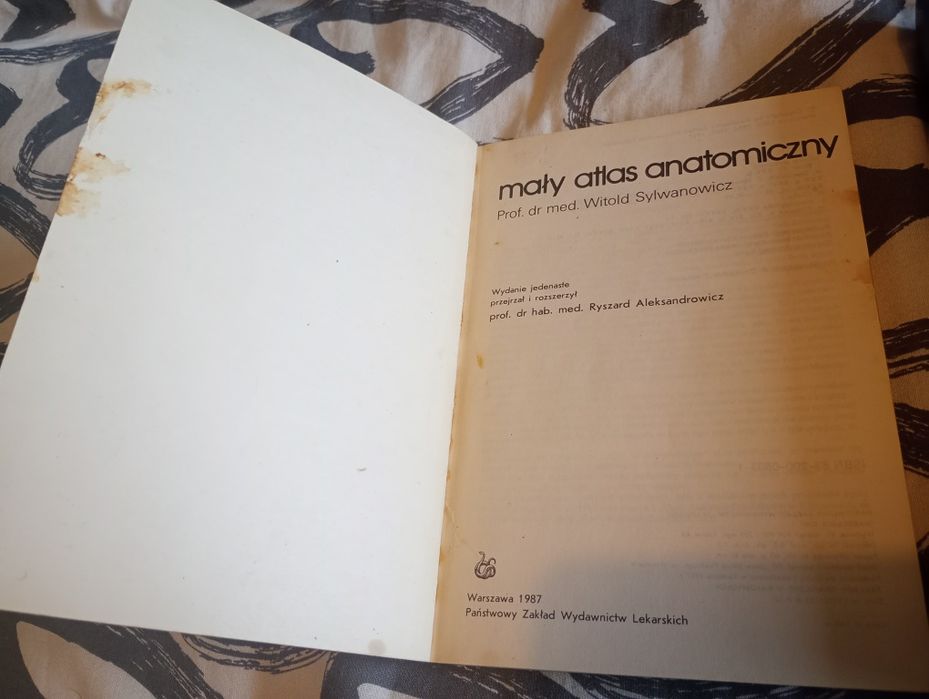 mały atlas anatomiczny
Prof. dr med. Witold Sylwanowicz
Wydanie jedenaste
przejrzał i rozszerzył
prof. dr hab. med. Ryszard Aleksandrowicz
Warszawa 1987
Państwowy Zakład Wydawnictw Lekarskich